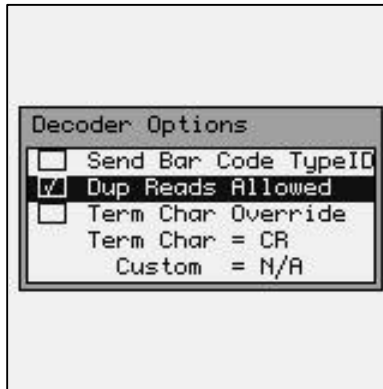 Decoder Options
Send Bar Code TypeID
Dup Reads Allowed
Term Char Override
Term Char = CR
Custom = N/A